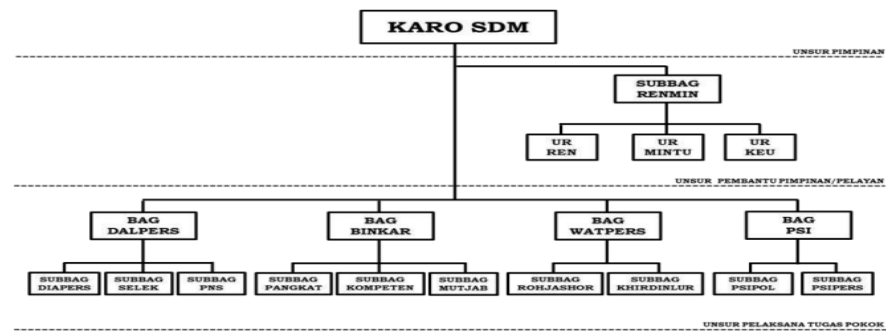 KARO SDM
UNSUR PIMPINAN
SUBBAG
RENMIN
UR
REN
UR
MINTU
UR
KEU
UNSUR PEMBANTU PIMPINAN/PELAYAN
BAG
DALPERS
BAG
BINKAR
BAG
WATPERS
BAG
PSI
SUBBAG
DIAPERS
SUBBAG
SELEK
SUBBAG
PNS
SUBBAG
PANGKAT
SUBBAG
KOMPETEN
SUBBAG
MUTJAB
SUBBAG
ROHJASHOR
SUBBAG
KHIRDINLUR
SUBBAG
PSIPOL
SUBBAG
PSIPERS
UNSUR PELAKSANA TUGAS POKOK